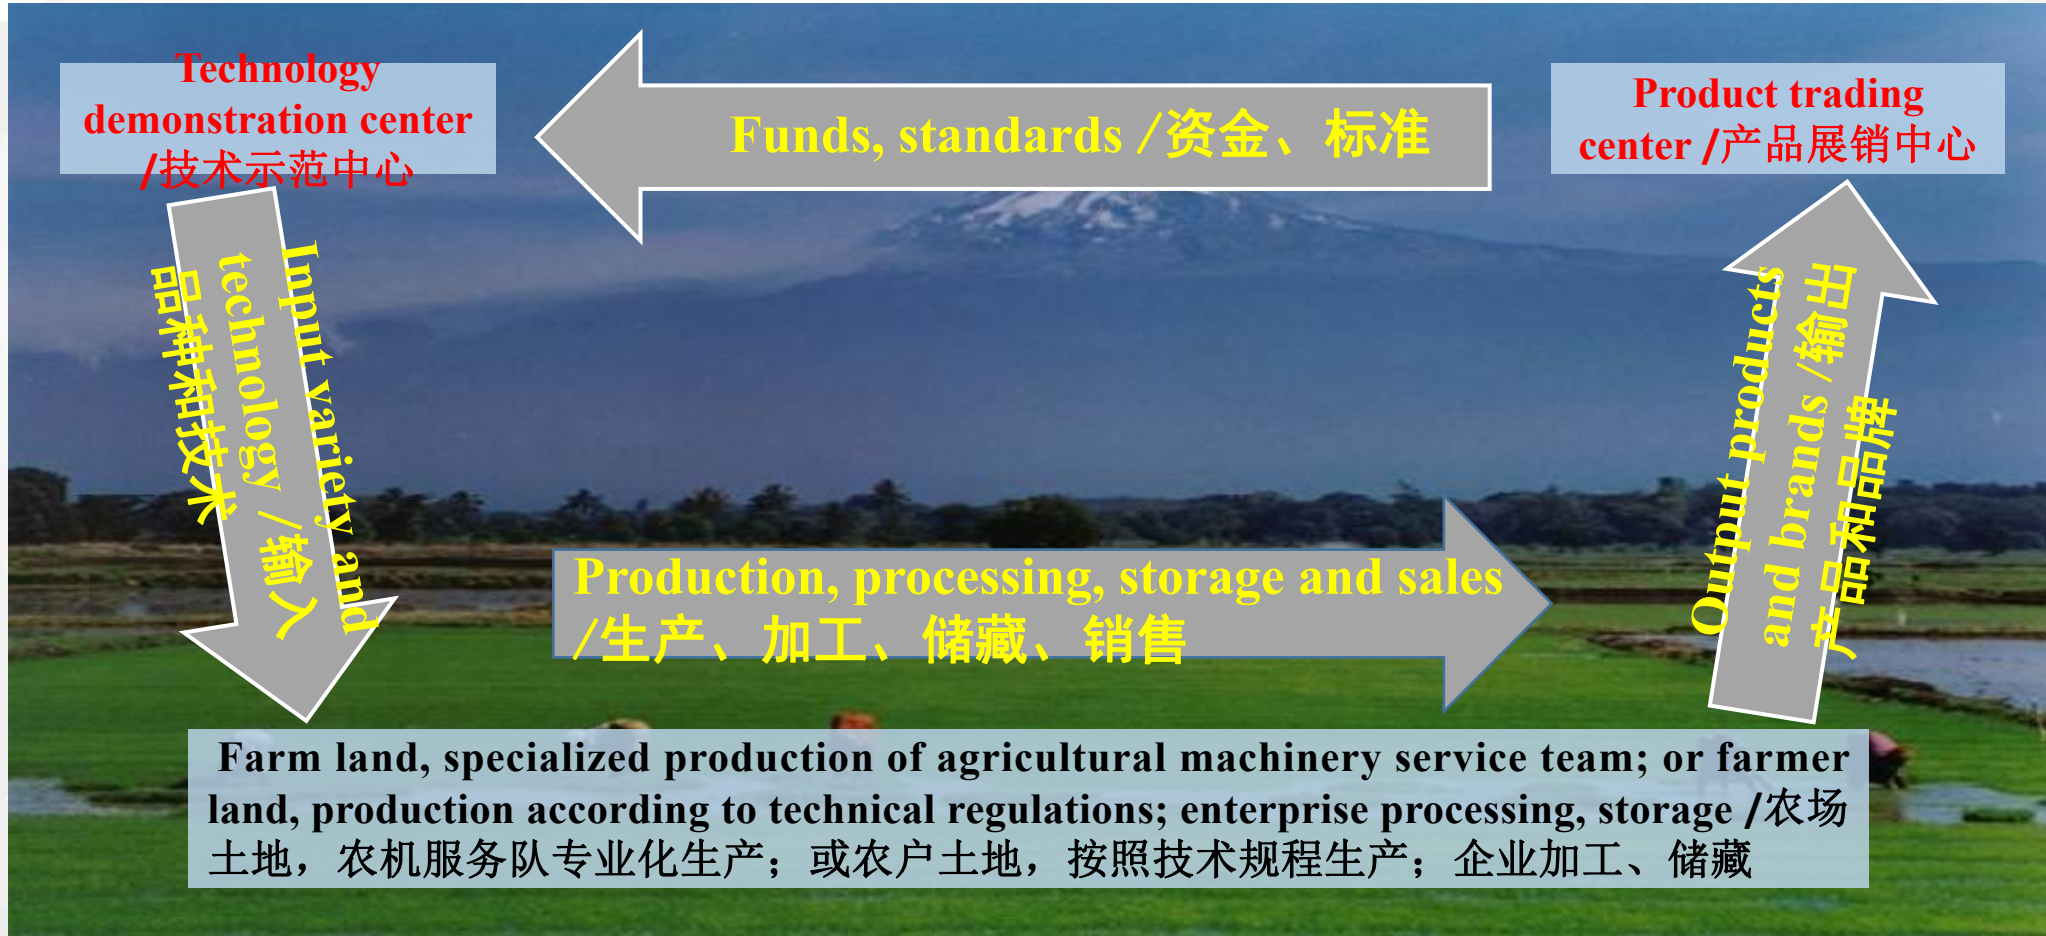 Technology
demonstration center
/技术示范中心
Funds, standards /资金、标准
Product trading
center /产品展销中心
Input variety and
technology /输入
品种和技术
Production, processing, storage and sales
/生产、加工、储藏、销售
Output products
and brands /输出
产品和品牌
Farm land, specialized production of agricultural machinery service team; or farmer
land, production according to technical regulations; enterprise processing, storage /农场
土地，农机服务队专业化生产；或农户土地，按照技术规程生产；企业加工、储藏